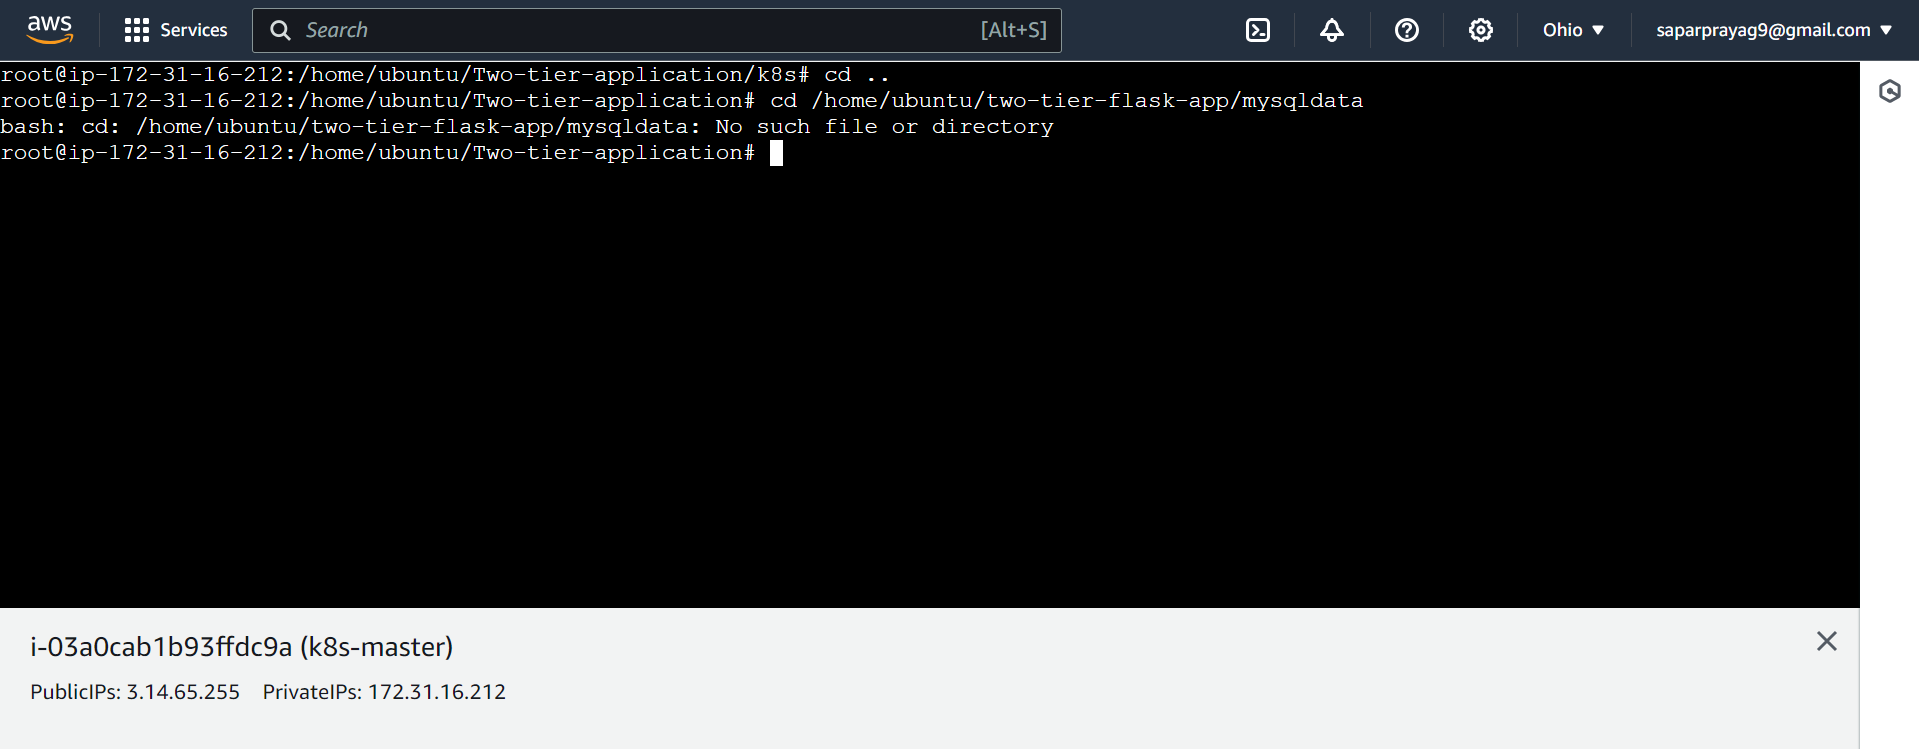 aws Services Search [Alt+S] Ohio saparprayag9@gmail.com
root@ip-172-31-16-212:/home/ubuntu/Two-tier-application/k8s# cd ..
root@ip-172-31-16-212:/home/ubuntu/Two-tier-application# cd /home/ubuntu/two-tier-flask-app/mysqldata
bash: cd: /home/ubuntu/two-tier-flask-app/mysqldata: No such file or directory
root@ip-172-31-16-212:/home/ubuntu/Two-tier-application#
i-03a0cab1b93ffdc9a (k8s-master)
PublicIPs: 3.14.65.255 PrivateIPs: 172.31.16.212